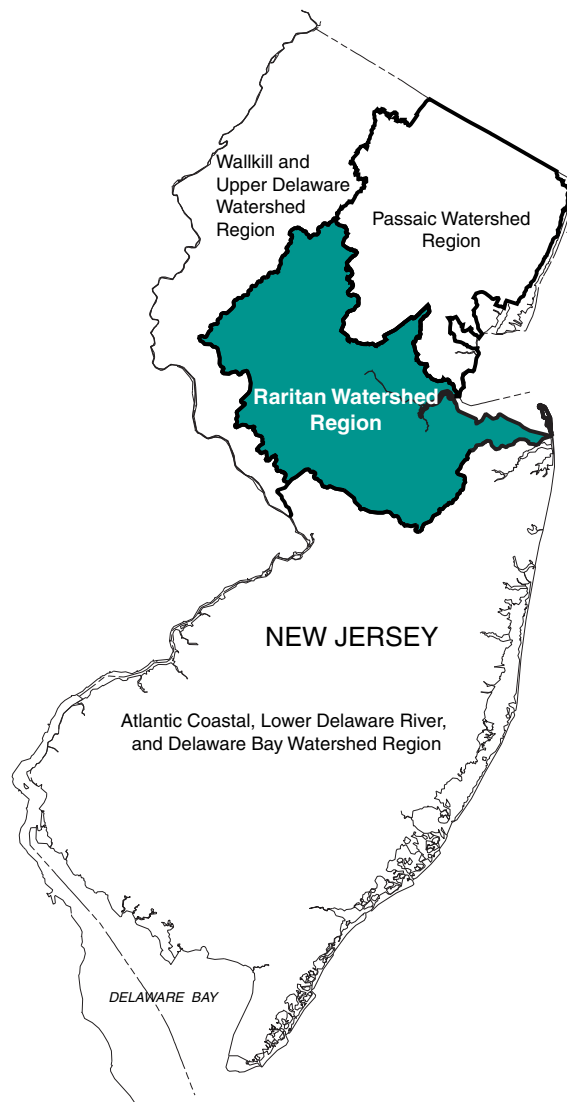 Wallkill and
Upper Delaware
Watershed
Region
Passaic Watershed
Region
Raritan Watershed
Region
NEW JERSEY
Atlantic Coastal, Lower Delaware River,
and Delaware Bay Watershed Region
DELAWARE BAY